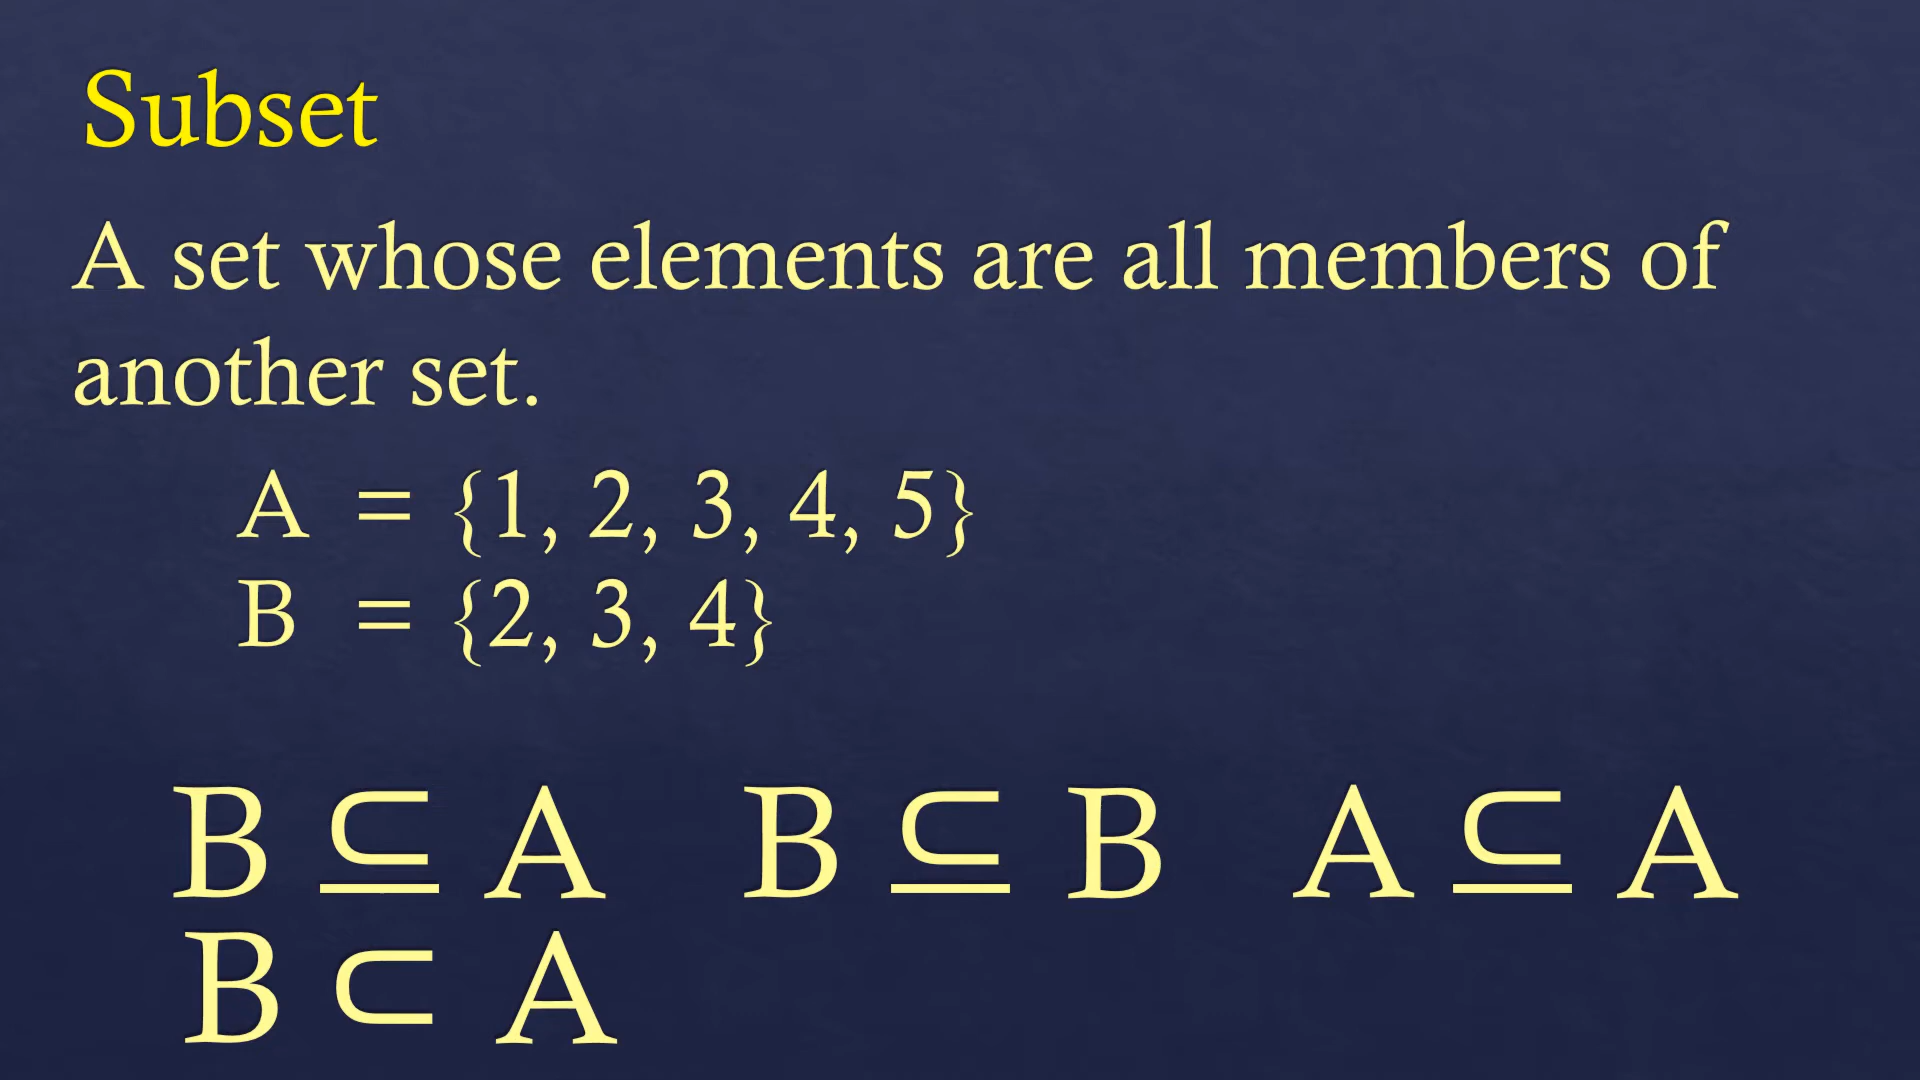 Subset
A set whose elements are all members of
another set.
A = {1, 2, 3, 4, 5}
B = {2, 3, 4}
B ⊆ A B ⊆ B A ⊆ A
B ⊂ A